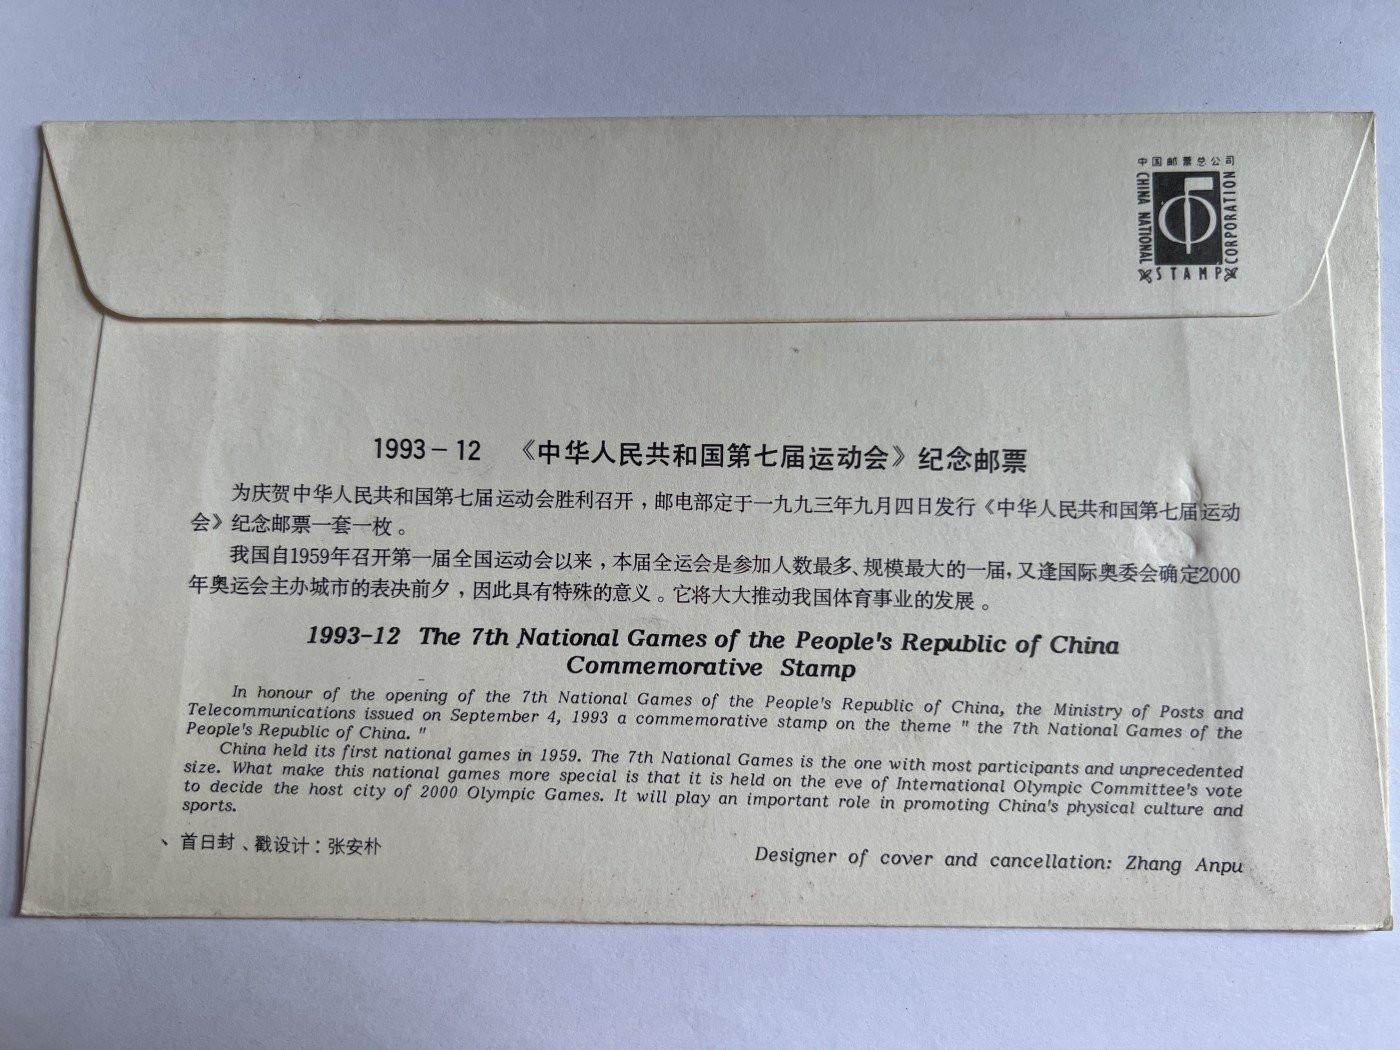 中国邮票总公司
CHINA NATIONAL
STAMP
CORPORATION
1993－12 《中华人民共和国第七届运动会》纪念邮票
为庆贺中华人民共和国第七届运动会胜利召开，邮电部定于一九九三年九月四日发行《中华人民共和国第七届运动
会》纪念邮票一套一枚。
我国自1959年召开第一届全国运动会以来，本届全运会是参加人数最多、规模最大的一届，又逢国际奥委会确定2000
年奥运会主办城市的表决前夕，因此具有特殊的意义。它将大大推动我国体育事业的发展。
1993-12 The 7th National Games of the People's Republic of China
Commemorative Stamp
In honour of the opening of the 7th National Games of the People's Republic of China, the Ministry of Posts and
Telecommunications issued on September 4, 1993 a commemorative stamp on the theme " the 7th National Games of the
People's Republic of China. "
China held its first national games in 1959. The 7th National Games is the one with most participants and unprecedented
size. What make this national games more special is that it is held on the eve of International Olympic Committee's vote
to decide the host city of 2000 Olympic Games. It will play an important role in promoting China's physical culture and
sports.
、首日封、戳设计：张安朴
Designer of cover and cancellation: Zhang Anpu